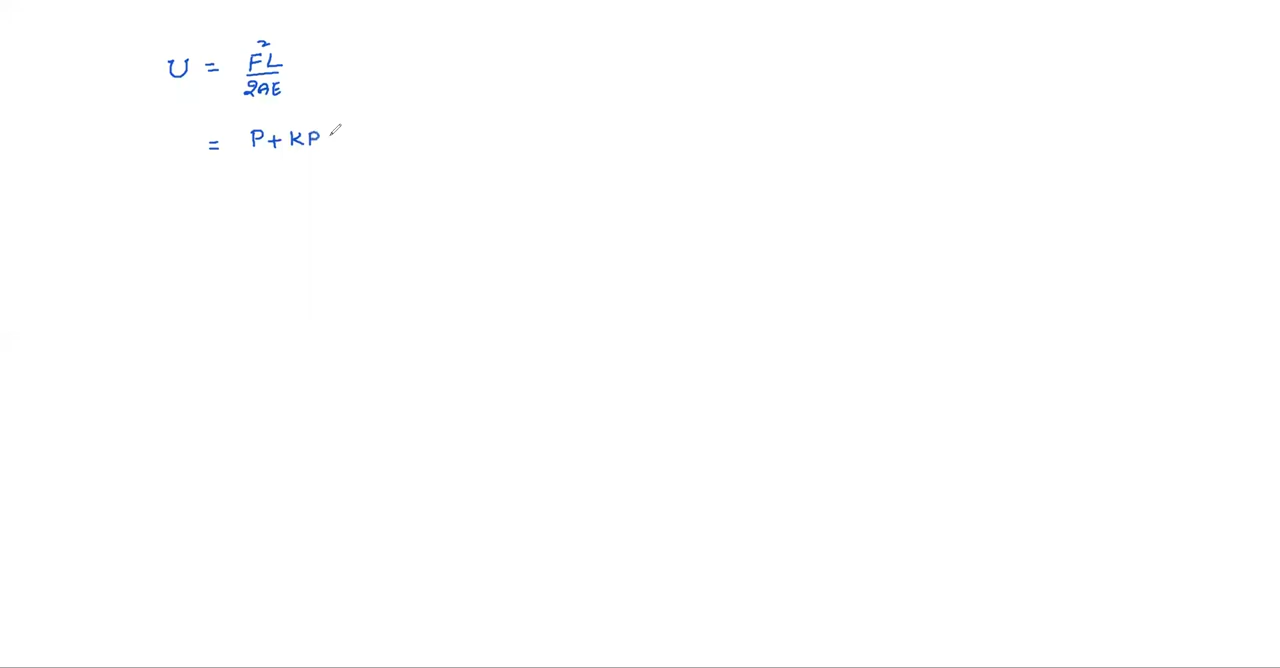 U = F²L/2AE
= P + KP